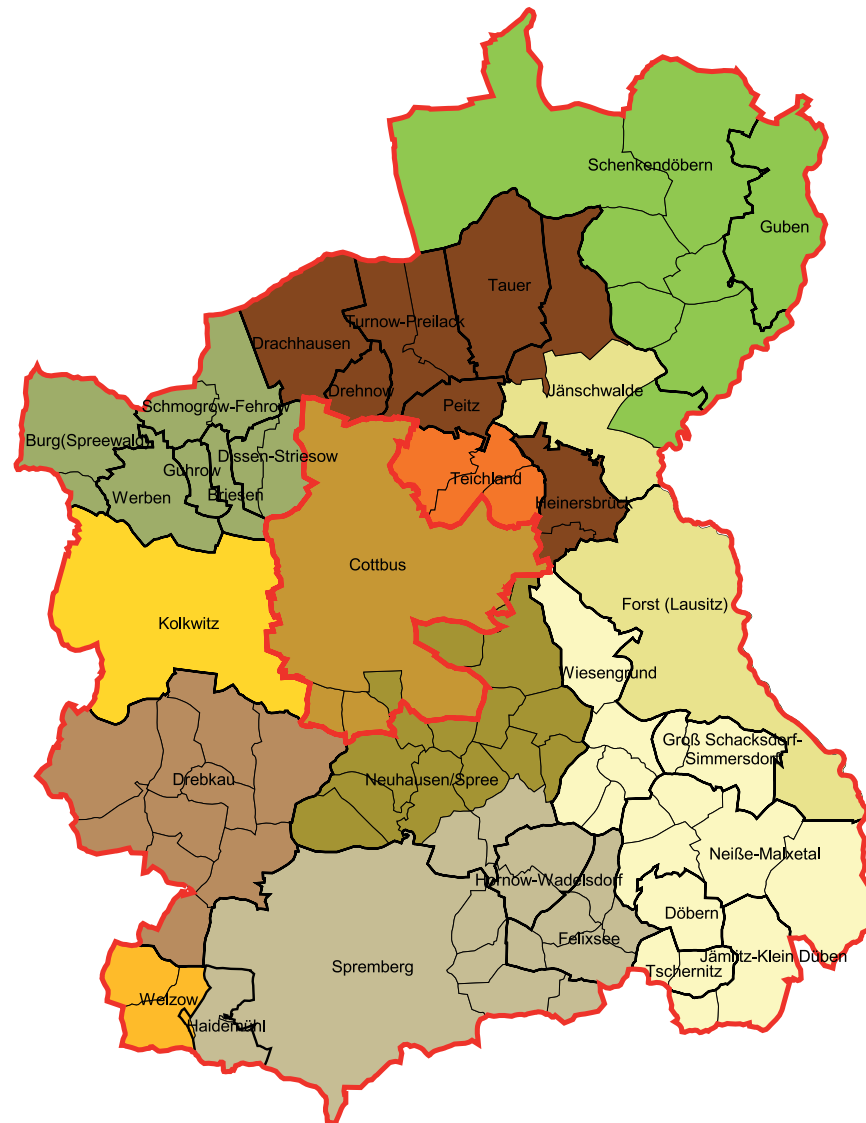 Schenkendöbern
Guben
Tauer
Turnow-Preilack
Drachhausen
Drehnow
Peitz
Jänschwalde
Schmogrow-Fehrow
Burg(Spreewald)
Guhrow
Dissen-Striesow
Werben
Briesen
Teichland
Heinersbrück
Cottbus
Forst (Lausitz)
Kolkwitz
Wiesengrund
Groß Schacksdorf-
Simmersdorf
Drebkau
Neuhausen/Spree
Neiße-Malxetal
Hornow-Wadelsdorf
Döbern
Felixsee
Jämlitz-Klein Düben
Tschernitz
Spremberg
Welzow
Haidemühl